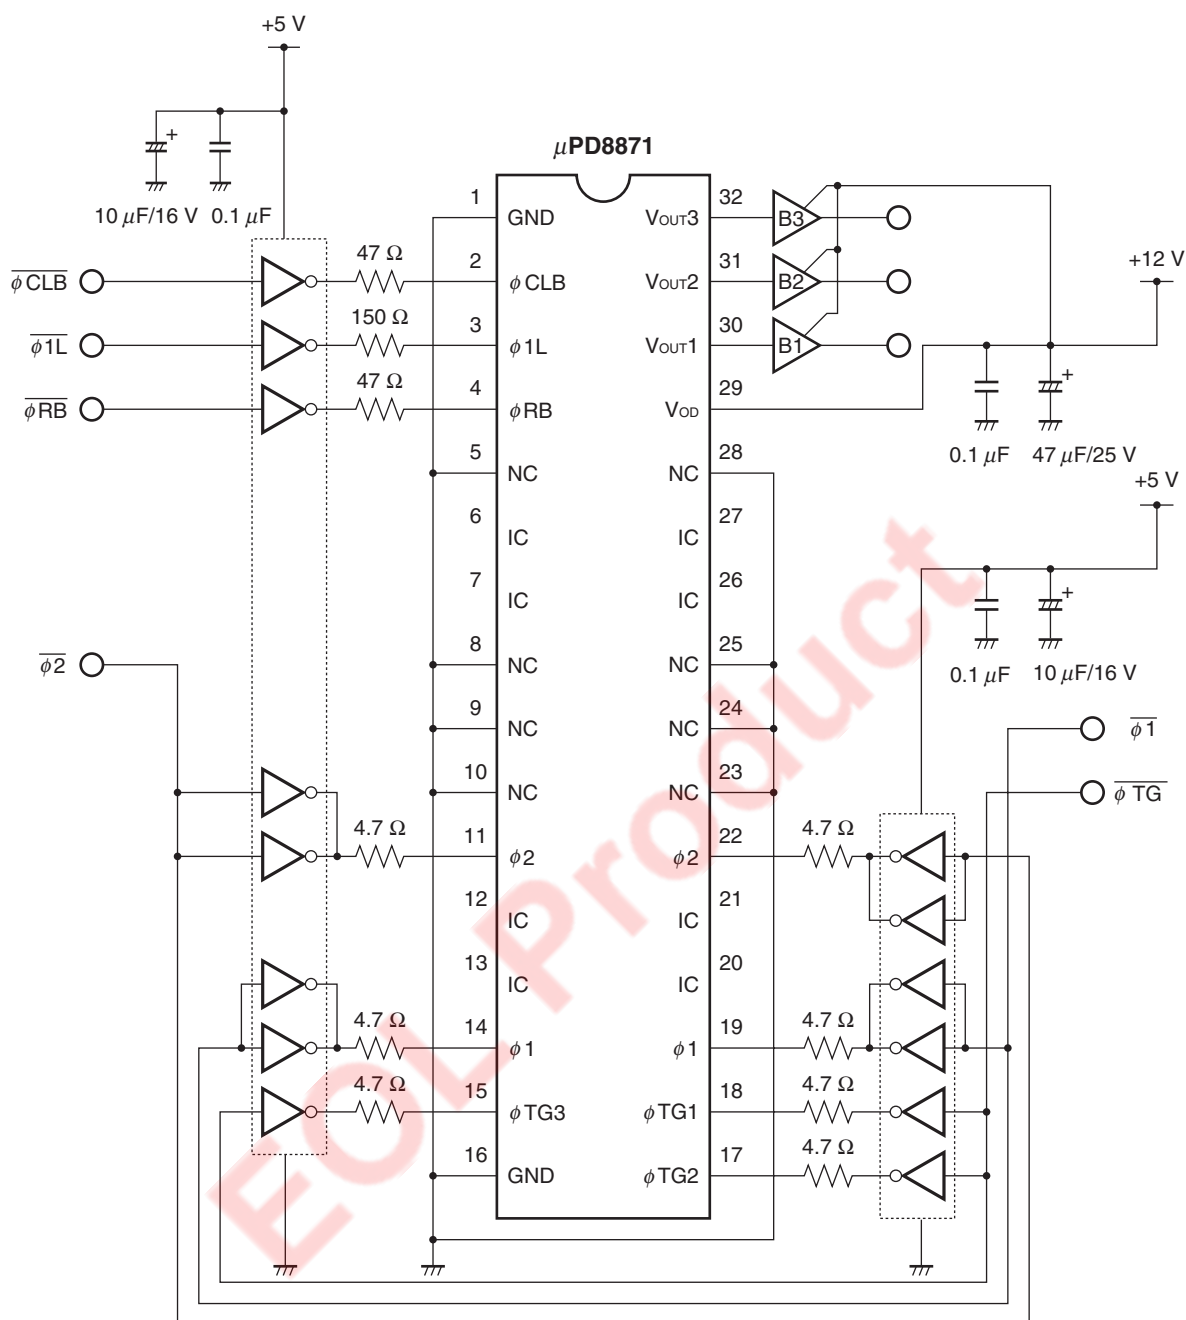 +5 V
+
10 μF/16 V 0.1 μF
μPD8871
1 GND
2 φCLB
3 φ1L
4 φRB
5 NC
6 IC
7 IC
8 NC
9 NC
10 NC
11 φ2
12 IC
13 IC
14 φ1
15 φTG3
16 GND
32 VOUT3
31 VOUT2
30 VOUT1
29 VOD
28 NC
27 IC
26 IC
25 NC
24 NC
23 NC
22 φ2
21 IC
20 IC
19 φ1
18 φTG1
17 φTG2
φCLB
47 Ω
φ1L
150 Ω
φRB
47 Ω
φ2
4.7 Ω
4.7 Ω
4.7 Ω
B3
B2
B1
+12 V
+
0.1 μF 47 μF/25 V
+5 V
+
0.1 μF 10 μF/16 V
φ1
φTG
4.7 Ω
4.7 Ω
4.7 Ω
4.7 Ω
EOL Product